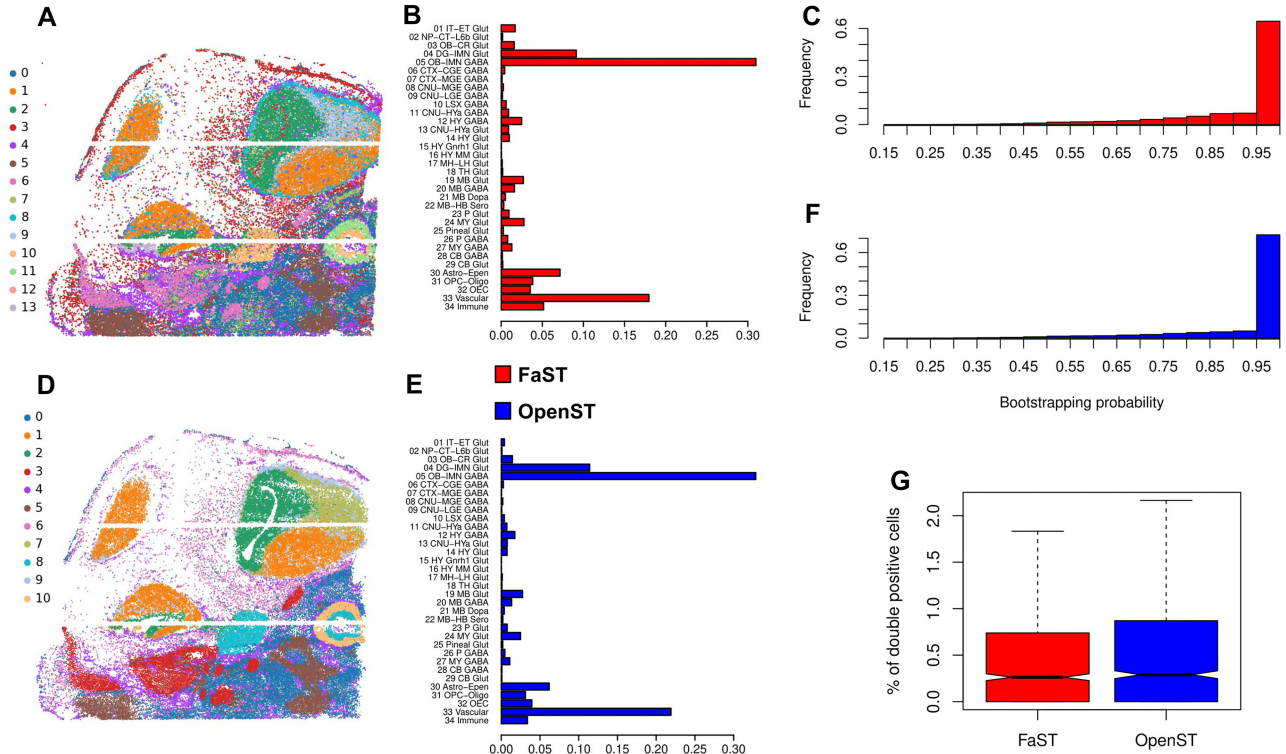 A
0
1
2
3
4
5
6
7
8
9
10
11
12
13
B
01 IT−ET Glut
02 NP−CT−L6b Glut
03 OB−CR Glut
04 DG−IMN Glut
05 OB−IMN GABA
06 CTX−CGE GABA
07 CTX−MGE GABA
08 CNU−MGE GABA
09 CNU−LGE GABA
10 LSX GABA
11 CNU−HYa GABA
12 HY GABA
13 CNU−HYa Glut
14 HY Glut
15 HY Gnrh1 Glut
16 HY MM Glut
17 MH−LH Glut
18 TH Glut
19 MB Glut
20 MB GABA
21 MB Dopa
22 MB−HB Sero
23 P Glut
24 MY Glut
25 Pineal Glut
26 P GABA
27 MY GABA
28 CB GABA
29 CB Glut
30 Astro−Epen
31 OPC−Oligo
32 OEC
33 Vascular
34 Immune
0.00 0.05 0.10 0.15 0.20 0.25 0.30
C
Frequency
0.6
0.3
0.0
0.15 0.25 0.35 0.45 0.55 0.65 0.75 0.85 0.95
F
Frequency
0.6
0.3
0.0
0.15 0.25 0.35 0.45 0.55 0.65 0.75 0.85 0.95
Bootstrapping probability
D
0
1
2
3
4
5
6
7
8
9
10
E
FaST
OpenST
01 IT−ET Glut
02 NP−CT−L6b Glut
03 OB−CR Glut
04 DG−IMN Glut
05 OB−IMN GABA
06 CTX−CGE GABA
07 CTX−MGE GABA
08 CNU−MGE GABA
09 CNU−LGE GABA
10 LSX GABA
11 CNU−HYa GABA
12 HY GABA
13 CNU−HYa Glut
14 HY Glut
15 HY Gnrh1 Glut
16 HY MM Glut
17 MH−LH Glut
18 TH Glut
19 MB Glut
20 MB GABA
21 MB Dopa
22 MB−HB Sero
23 P Glut
24 MY Glut
25 Pineal Glut
26 P GABA
27 MY GABA
28 CB GABA
29 CB Glut
30 Astro−Epen
31 OPC−Oligo
32 OEC
33 Vascular
34 Immune
0.00 0.05 0.10 0.15 0.20 0.25 0.30
G
% of double positive cells
2.0
1.5
1.0
0.5
0.0
FaST OpenST